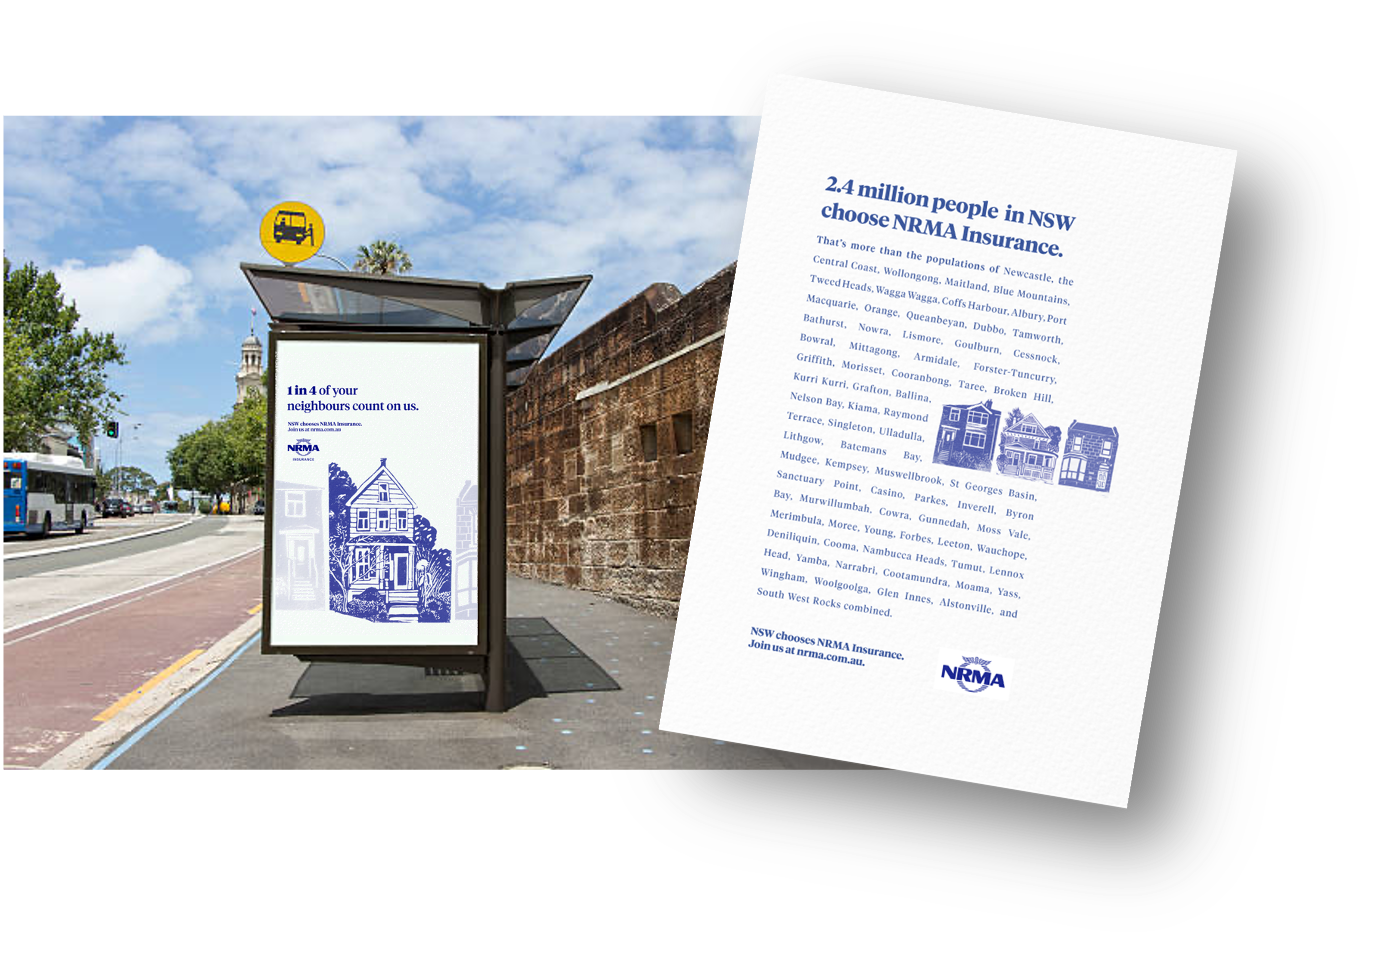 1 in 4 of your
neighbours count on us.
NSW chooses NRMA Insurance.
Join us at nrma.com.au
NRMA
INSURANCE
2.4 million people in NSW
choose NRMA Insurance.
That's more than the populations of Newcastle, the
Central Coast, Wollongong, Maitland, Blue Mountains,
Tweed Heads, Wagga Wagga, Coffs Harbour, Albury, Port
Macquarie, Orange, Queanbeyan, Dubbo, Tamworth,
Bathurst, Nowra, Lismore, Goulburn, Cessnock,
Bowral, Mittagong, Armidale, Forster-Tuncurry,
Griffith, Morisset, Cooranbong, Taree, Broken Hill,
Kurri Kurri, Grafton, Ballina,
Nelson Bay, Kiama, Raymond
Terrace, Singleton, Ulladulla,
Lithgow, Batemans Bay,
Mudgee, Kempsey, Muswellbrook, St Georges Basin,
Sanctuary Point, Casino, Parkes, Inverell, Byron
Bay, Murwillumbah, Cowra, Gunnedah, Moss Vale,
Merimbula, Moree, Young, Forbes, Leeton, Wauchope,
Deniliquin, Cooma, Nambucca Heads, Tumut, Lennox
Head, Yamba, Narrabri, Cootamundra, Moama, Yass,
Wingham, Woolgoolga, Glen Innes, Alstonville, and
South West Rocks combined.
NSW chooses NRMA Insurance.
Join us at nrma.com.au.
NRMA